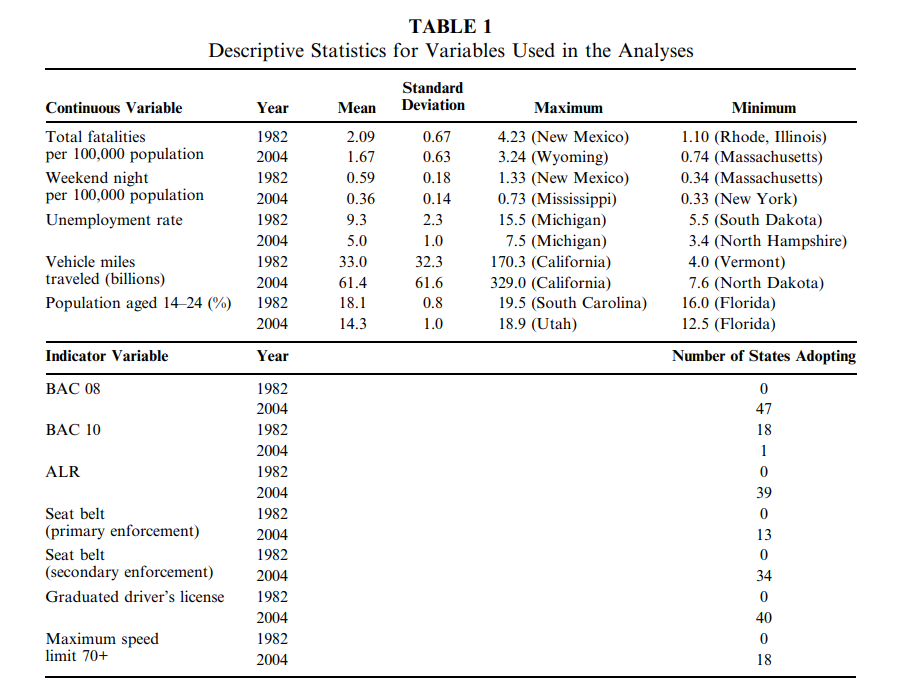 TABLE 1
Descriptive Statistics for Variables Used in the Analyses
Continuous Variable Year Mean Standard Deviation Maximum Minimum
Total fatalities 1982 2.09 0.67 4.23 (New Mexico) 1.10 (Rhode, Illinois)
per 100,000 population 2004 1.67 0.63 3.24 (Wyoming) 0.74 (Massachusetts)
Weekend night 1982 0.59 0.18 1.33 (New Mexico) 0.34 (Massachusetts)
per 100,000 population 2004 0.36 0.14 0.73 (Mississippi) 0.33 (New York)
Unemployment rate 1982 9.3 2.3 15.5 (Michigan) 5.5 (South Dakota)
2004 5.0 1.0 7.5 (Michigan) 3.4 (North Hampshire)
Vehicle miles 1982 33.0 32.3 170.3 (California) 4.0 (Vermont)
traveled (billions) 2004 61.4 61.6 329.0 (California) 7.6 (North Dakota)
Population aged 14–24 (%) 1982 18.1 0.8 19.5 (South Carolina) 16.0 (Florida)
2004 14.3 1.0 18.9 (Utah) 12.5 (Florida)
Indicator Variable Year Number of States Adopting
BAC 08 1982 0
2004 47
BAC 10 1982 18
2004 1
ALR 1982 0
2004 39
Seat belt 1982 0
(primary enforcement) 2004 13
Seat belt 1982 0
(secondary enforcement) 2004 34
Graduated driver's license 1982 0
2004 40
Maximum speed 1982 0
limit 70+ 2004 18